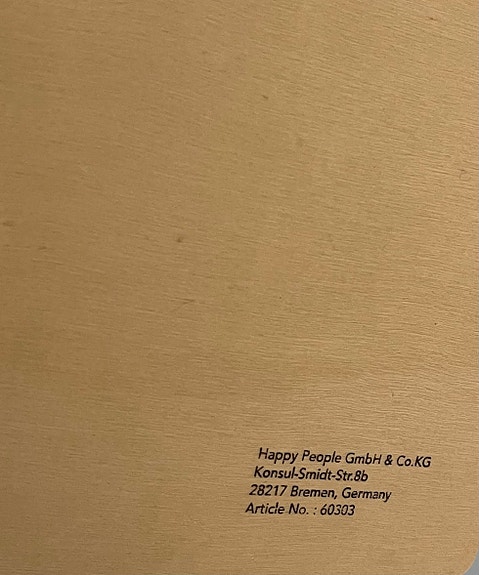 Happy People GmbH & Co.KG
Konsul-Smidt-Str.8b
28217 Bremen, Germany
Article No. : 60303